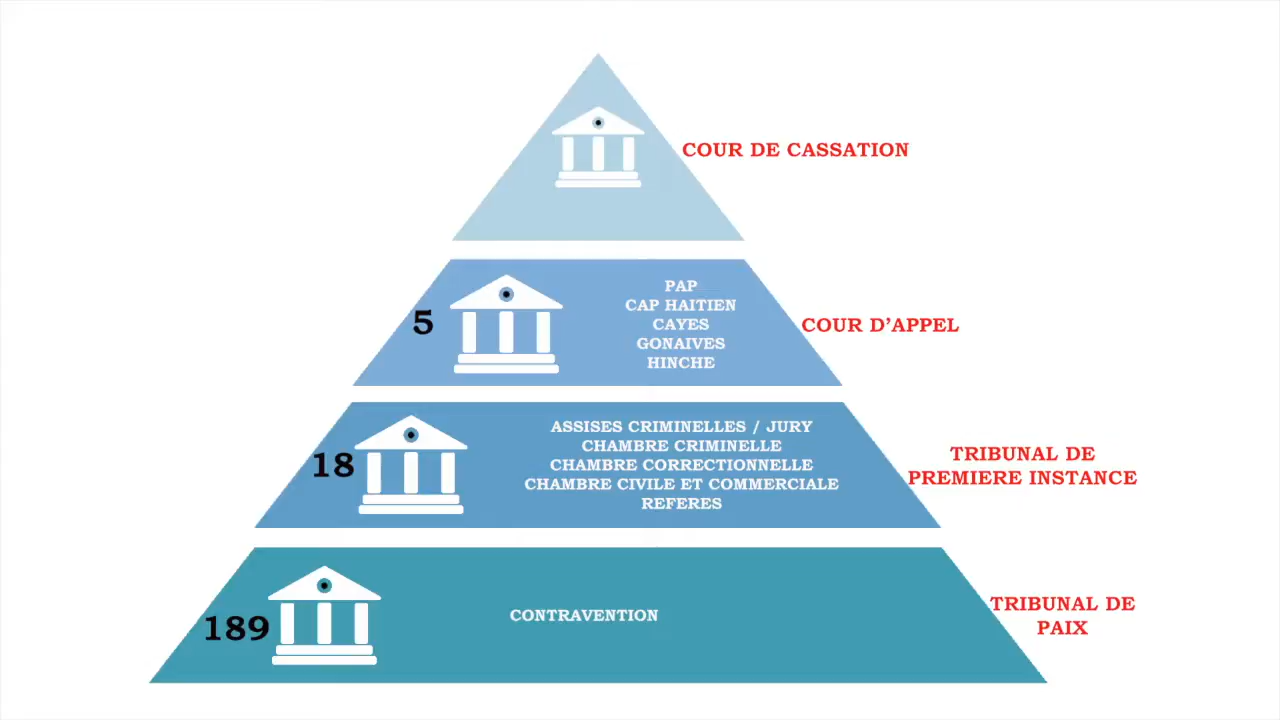 COUR DE CASSATION
5
PAP
CAP HAITIEN
CAYES
GONAIVES
HINCHE
COUR D’APPEL
18
ASSISES CRIMINELLES / JURY
CHAMBRE CRIMINELLE
CHAMBRE CORRECTIONNELLE
CHAMBRE CIVILE ET COMMERCIALE
REFERES
TRIBUNAL DE
PREMIERE INSTANCE
189
CONTRAVENTION
TRIBUNAL DE
PAIX